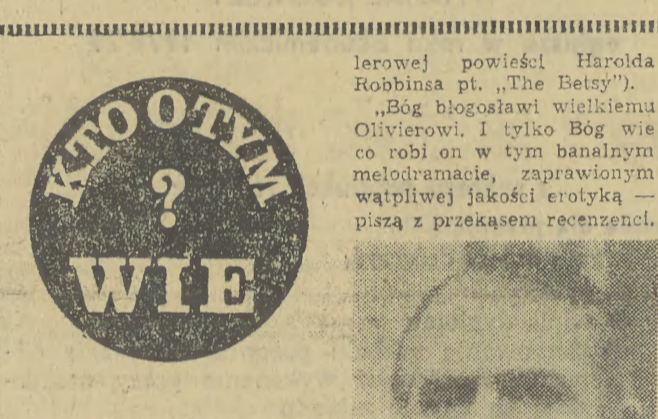 KTO O TYM
?
WIE
lerowej powieści Harolda
Robbinsa pt. „The Betsy”).
„Bóg błogosławi wielkiemu
Olivierowi. I tylko Bóg wie
co robi on w tym banalnym
melodramacie, zaprawionym
wątpliwej jakości erotyką —
piszą z przekąsem recenzenci.